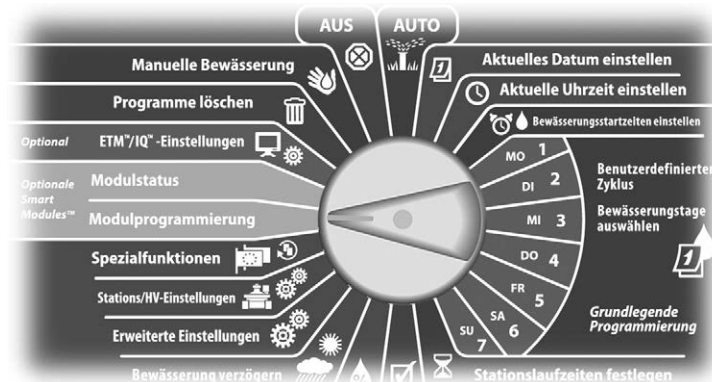 AUS
AUTO
Manuelle Bewässerung
Programme löschen
Optional
ETM™/IQ™ -Einstellungen
Optionale
Smart
Modules™
Modulstatus
Modulprogrammierung
Spezialfunktionen
Stations/HV-Einstellungen
Erweiterte Einstellungen
Bewässerung verzögern
1
Aktuelles Datum einstellen
Aktuelle Uhrzeit einstellen
Bewässerungsstartzeiten einstellen
MO 1
DI 2
MI 3
DO 4
FR 5
SA 6
SU 7
Benutzerdefinierter
Zyklus
Bewässerungstage
auswählen
1
Grundlegende
Programmierung
%
Stationslaufzeiten festlegen